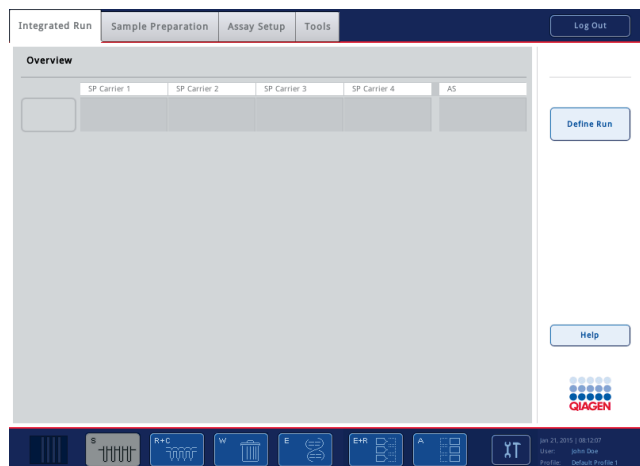 Integrated Run
Sample Preparation
Assay Setup
Tools
Log Out
Overview
SP Carrier 1
SP Carrier 2
SP Carrier 3
SP Carrier 4
AS
Define Run
Help
QIAGEN
S
R+C
W
E
E+R
A
Jan 21, 2015 | 08:12:07
User: John Doe
Profile: Default Profile 1